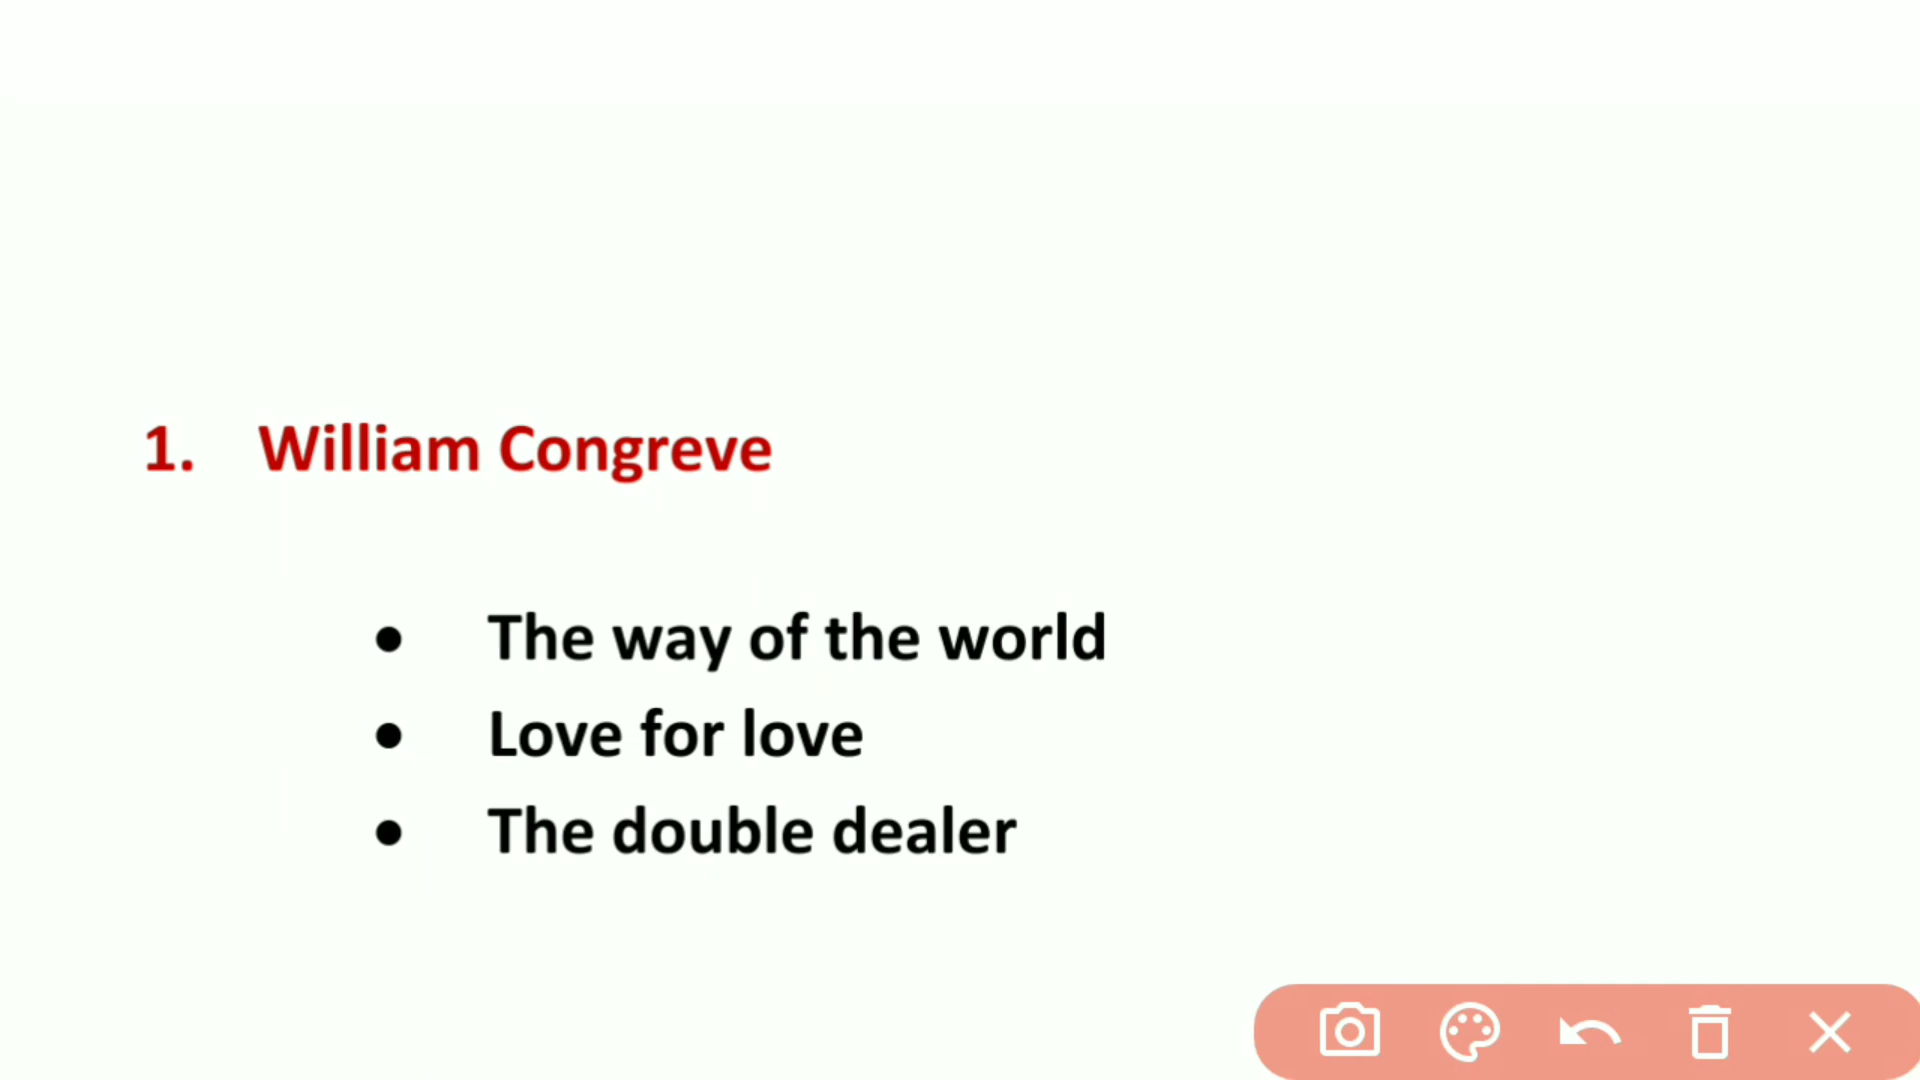 1. William Congreve
• The way of the world
• Love for love
• The double dealer